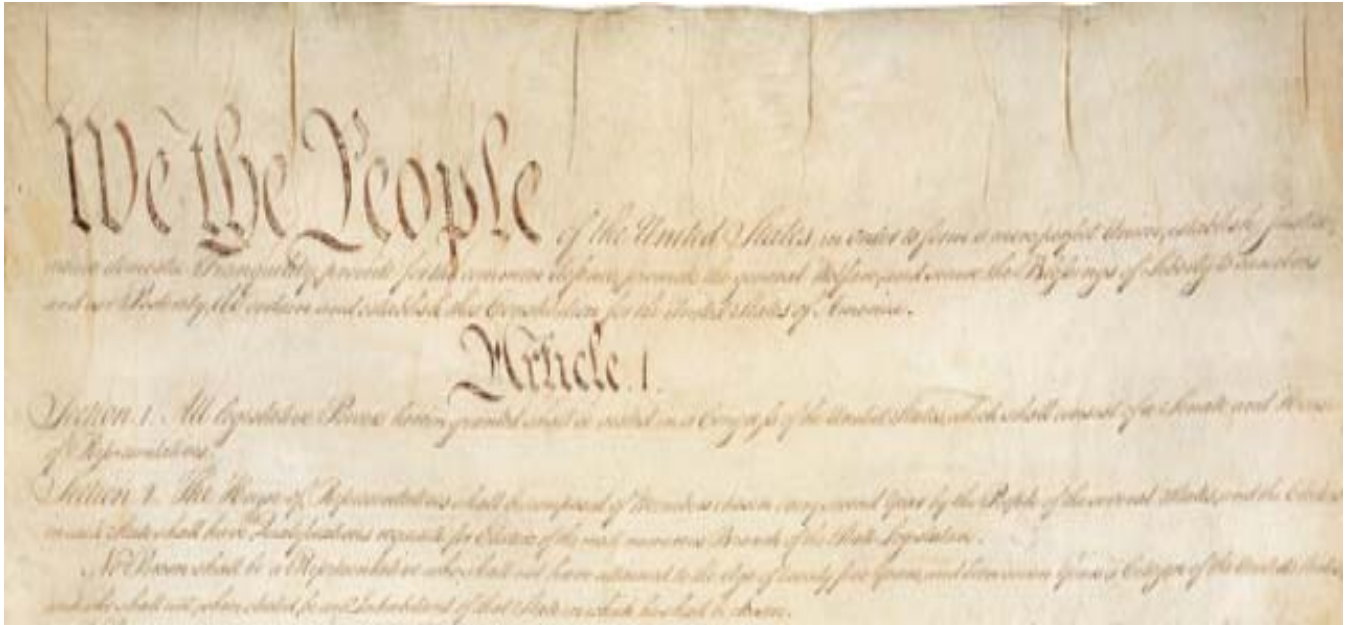 We the People of the United States, in Order to form a more perfect Union, establish Justice,
insure domestic Tranquility, provide for the common defence, promote the general Welfare, and secure the Blessings of Liberty to ourselves
and our Posterity, do ordain and establish this Constitution for the United States of America.
Article. I.
Section. 1. All legislative Powers herein granted shall be vested in a Congress of the United States, which shall consist of a Senate and House
of Representatives.
Section. 2. The House of Representatives shall be composed of Members chosen every second Year by the People of the several States, and the Electors
in each State shall have the Qualifications requisite for Electors of the most numerous Branch of the State Legislature.
No Person shall be a Representative who shall not have attained to the Age of twenty five Years, and been seven Years a Citizen of the United States,
and who shall not, when elected, be an Inhabitant of that State in which he shall be chosen.